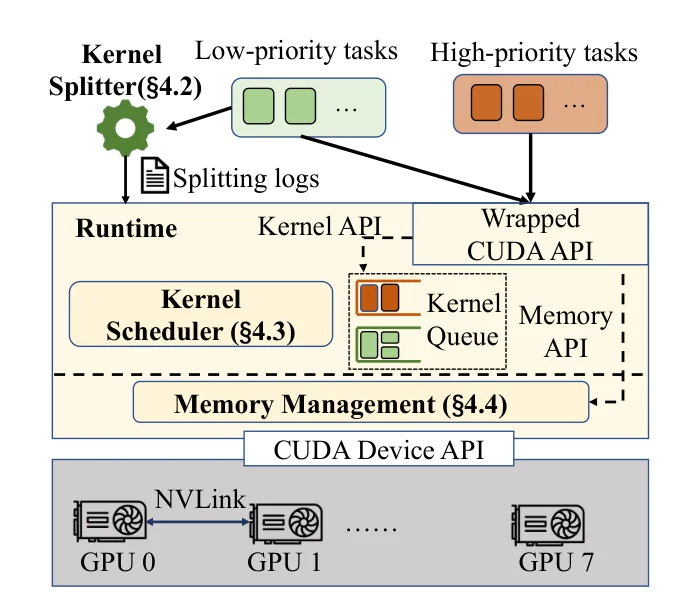 Kernel
Splitter(§4.2)
Low-priority tasks
...
High-priority tasks
...
Splitting logs
Runtime
Kernel API
Wrapped
CUDA API
Kernel
Scheduler (§4.3)
Kernel
Queue
Memory
API
Memory Management (§4.4)
CUDA Device API
NVLink
......
GPU 0
GPU 1
GPU 7